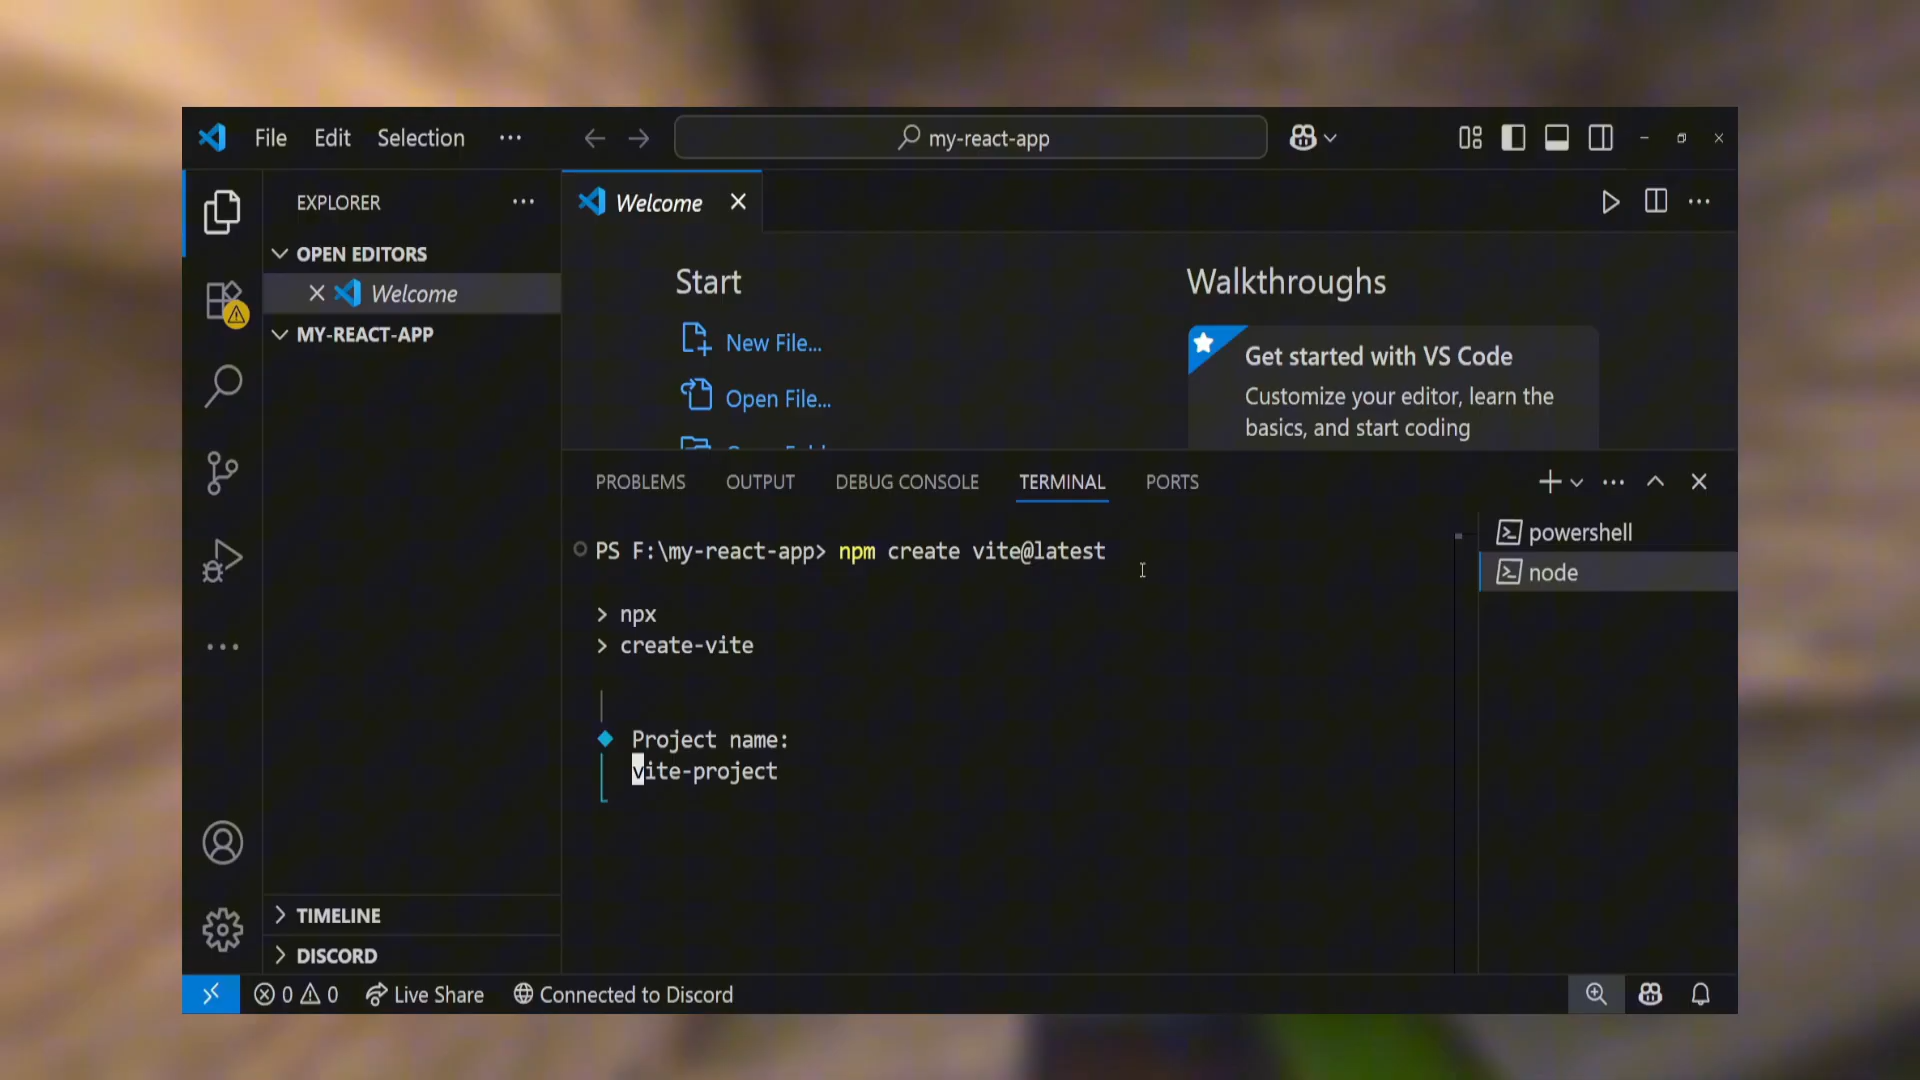 File Edit Selection ···
my-react-app
EXPLORER ···
OPEN EDITORS
Welcome
MY-REACT-APP
TIMELINE
DISCORD
Welcome
Start
New File...
Open File...
Walkthroughs
Get started with VS Code
Customize your editor, learn the
basics, and start coding
PROBLEMS OUTPUT DEBUG CONSOLE TERMINAL PORTS
PS F:\my-react-app> npm create vite@latest
> npx
> create-vite
Project name:
vite-project
powershell
node
0 0 Live Share Connected to Discord